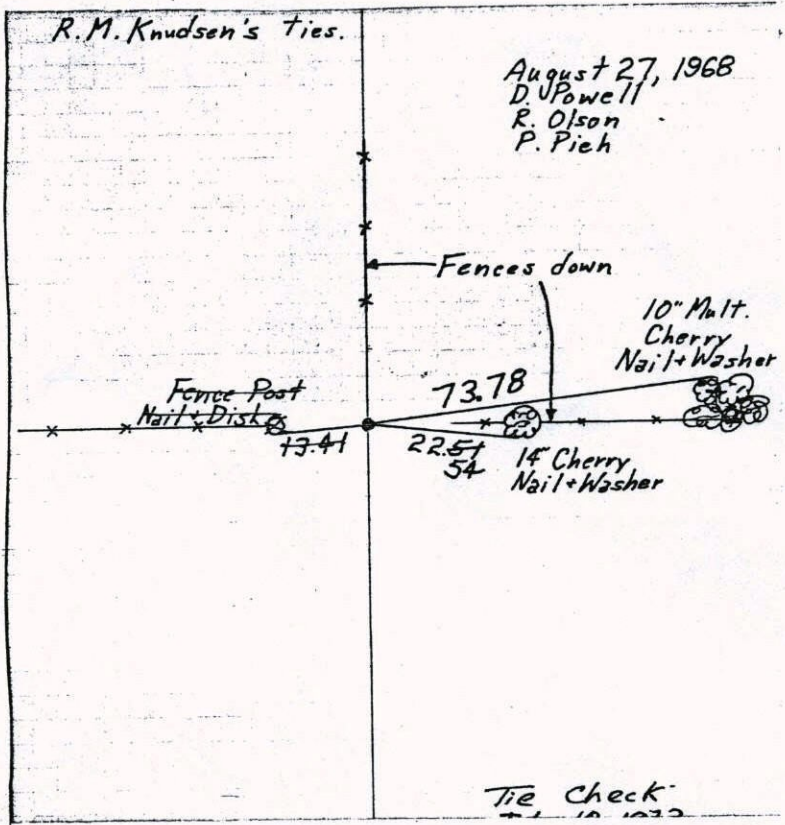 R.M. Knudsen's Ties.
August 27, 1968
D. Powell
R. Olson
P. Pieh
Fences down
10" Mult.
Cherry
Nail+Washer
73.78
Fence Post
Nail+Disk
13.41
22.51
54
14" Cherry
Nail+Washer
Tie Check